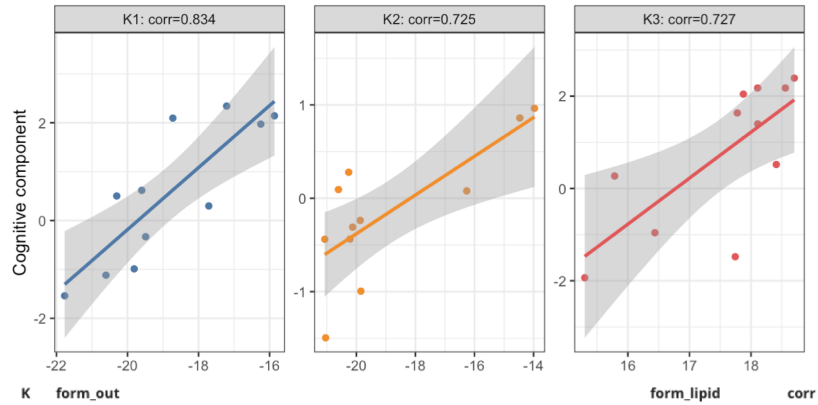 K1: corr=0.834 K2: corr=0.725 K3: corr=0.727
Cognitive component
2
0
-2
-22 -20 -18 -16
1
0
-1
-20 -18 -16 -14
2
0
-2
16 17 18
K form_out form_lipid corr